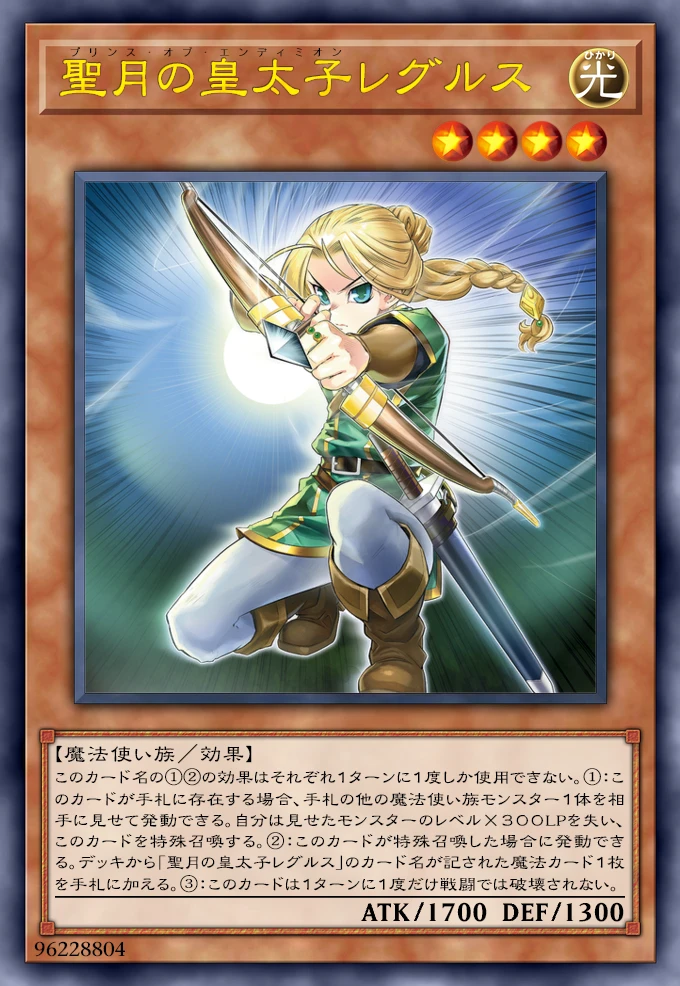 プリンス・オブ・エンディミオン
聖月の皇太子レグルス
ひかり
光
【魔法使い族／効果】
このカード名の①②の効果はそれぞれ1ターンに1度しか使用できない。①：こ
のカードが手札に存在する場合、手札の他の魔法使い族モンスター1体を相
手に見せて発動できる。自分は見せたモンスターのレベル×300LPを失い、
このカードを特殊召喚する。②：このカードが特殊召喚した場合に発動でき
る。デッキから「聖月の皇太子レグルス」のカード名が記された魔法カード1枚
を手札に加える。③：このカードは1ターンに1度だけ戦闘では破壊されない。
ATK/1700 DEF/1300
96228804